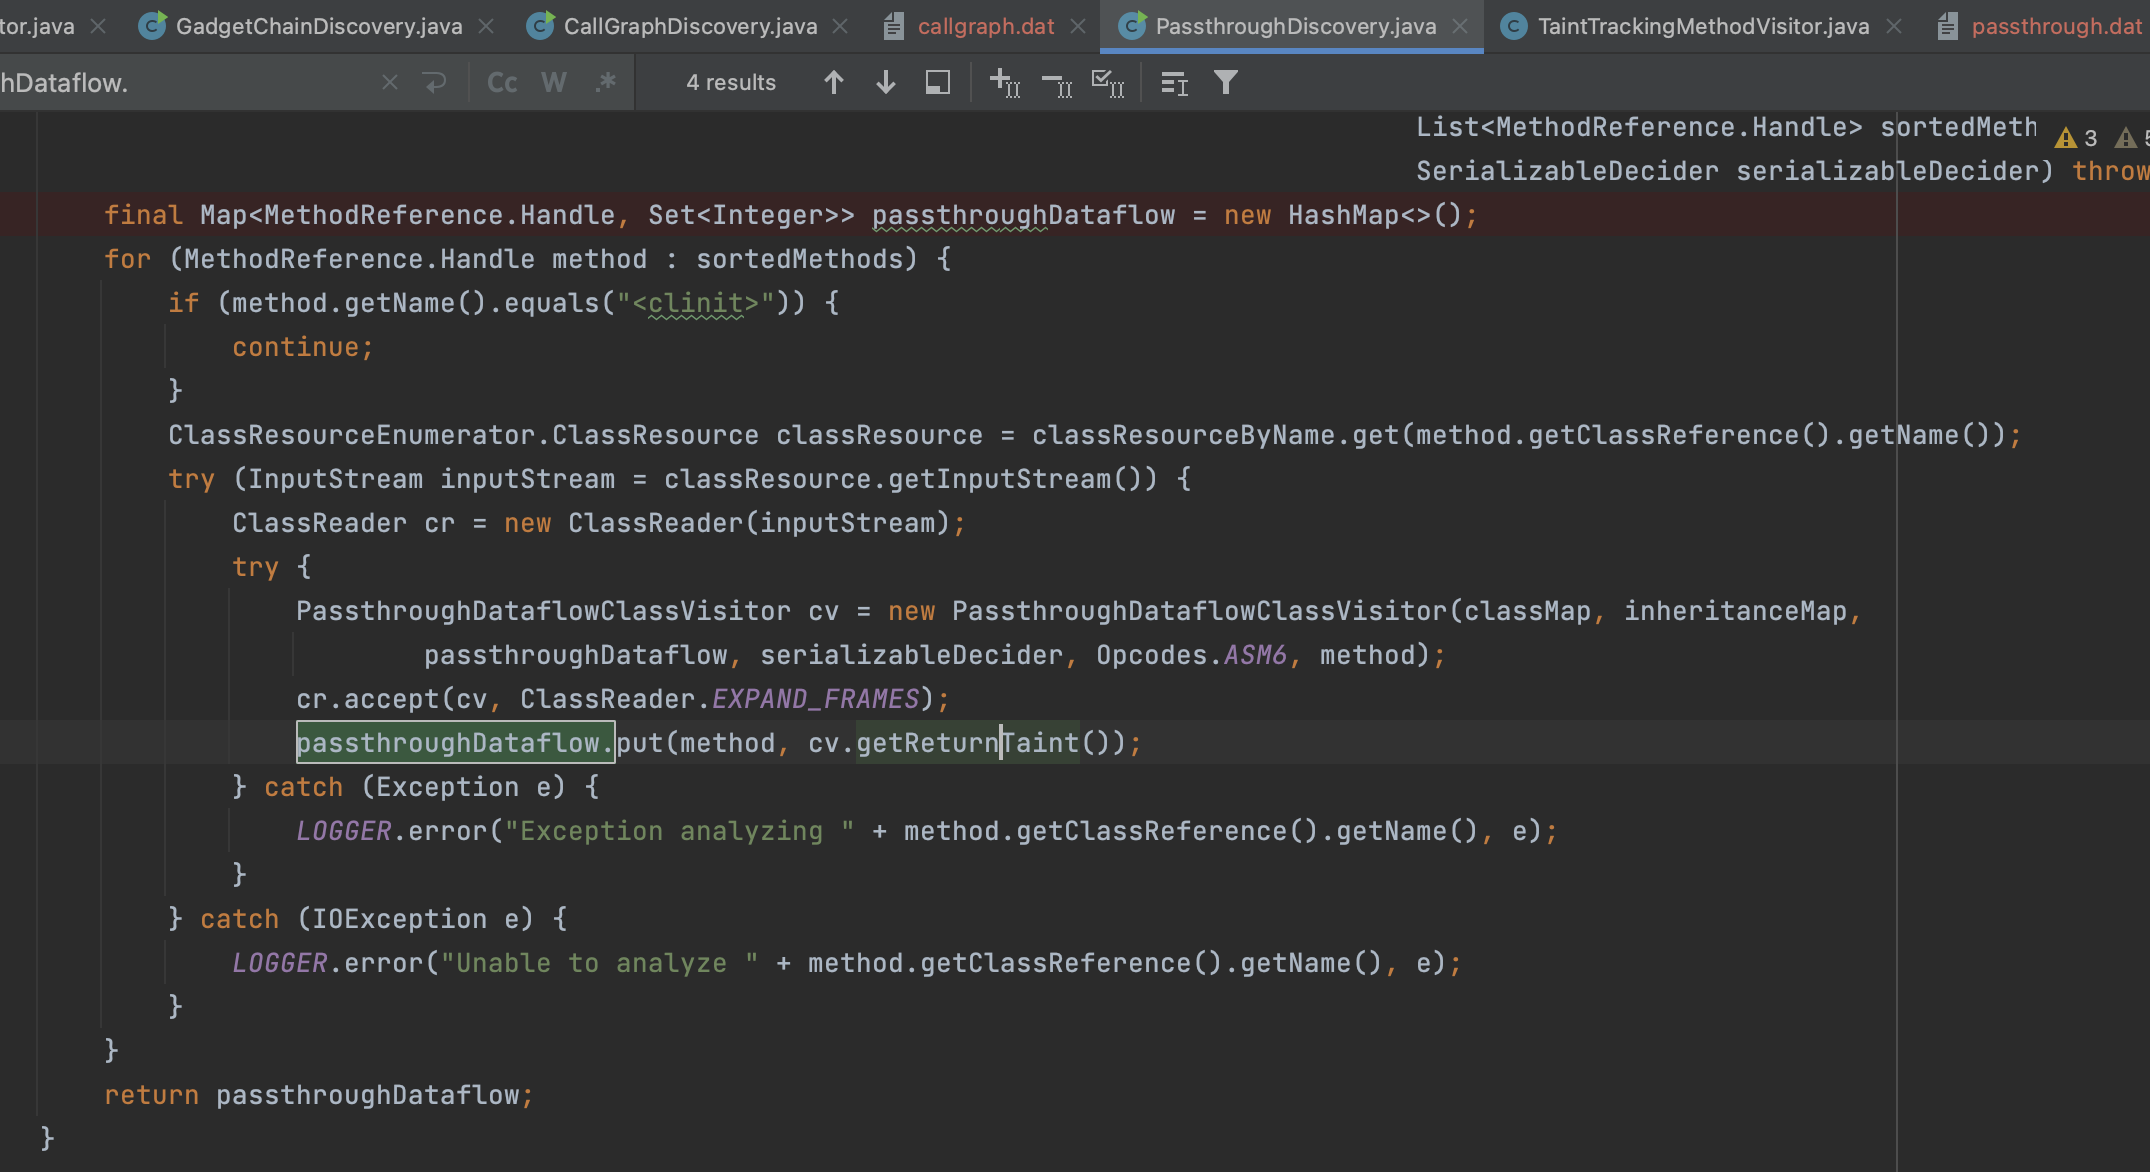 tor.java GadgetChainDiscovery.java CallGraphDiscovery.java callgraph.dat PassthroughDiscovery.java TaintTrackingMethodVisitor.java passthrough.dat
hDataflow. Cc W .* 4 results
List<MethodReference.Handle> sortedMeth 3 5
SerializableDecider serializableDecider) throw
final Map<MethodReference.Handle, Set<Integer>> passthroughDataflow = new HashMap<>();
for (MethodReference.Handle method : sortedMethods) {
if (method.getName().equals("<clinit>")) {
continue;
}
ClassResourceEnumerator.ClassResource classResource = classResourceByName.get(method.getClassReference().getName());
try (InputStream inputStream = classResource.getInputStream()) {
ClassReader cr = new ClassReader(inputStream);
try {
PassthroughDataflowClassVisitor cv = new PassthroughDataflowClassVisitor(classMap, inheritanceMap,
passthroughDataflow, serializableDecider, Opcodes.ASM6, method);
cr.accept(cv, ClassReader.EXPAND_FRAMES);
passthroughDataflow.put(method, cv.getReturnTaint());
} catch (Exception e) {
LOGGER.error("Exception analyzing " + method.getClassReference().getName(), e);
}
} catch (IOException e) {
LOGGER.error("Unable to analyze " + method.getClassReference().getName(), e);
}
}
return passthroughDataflow;
}